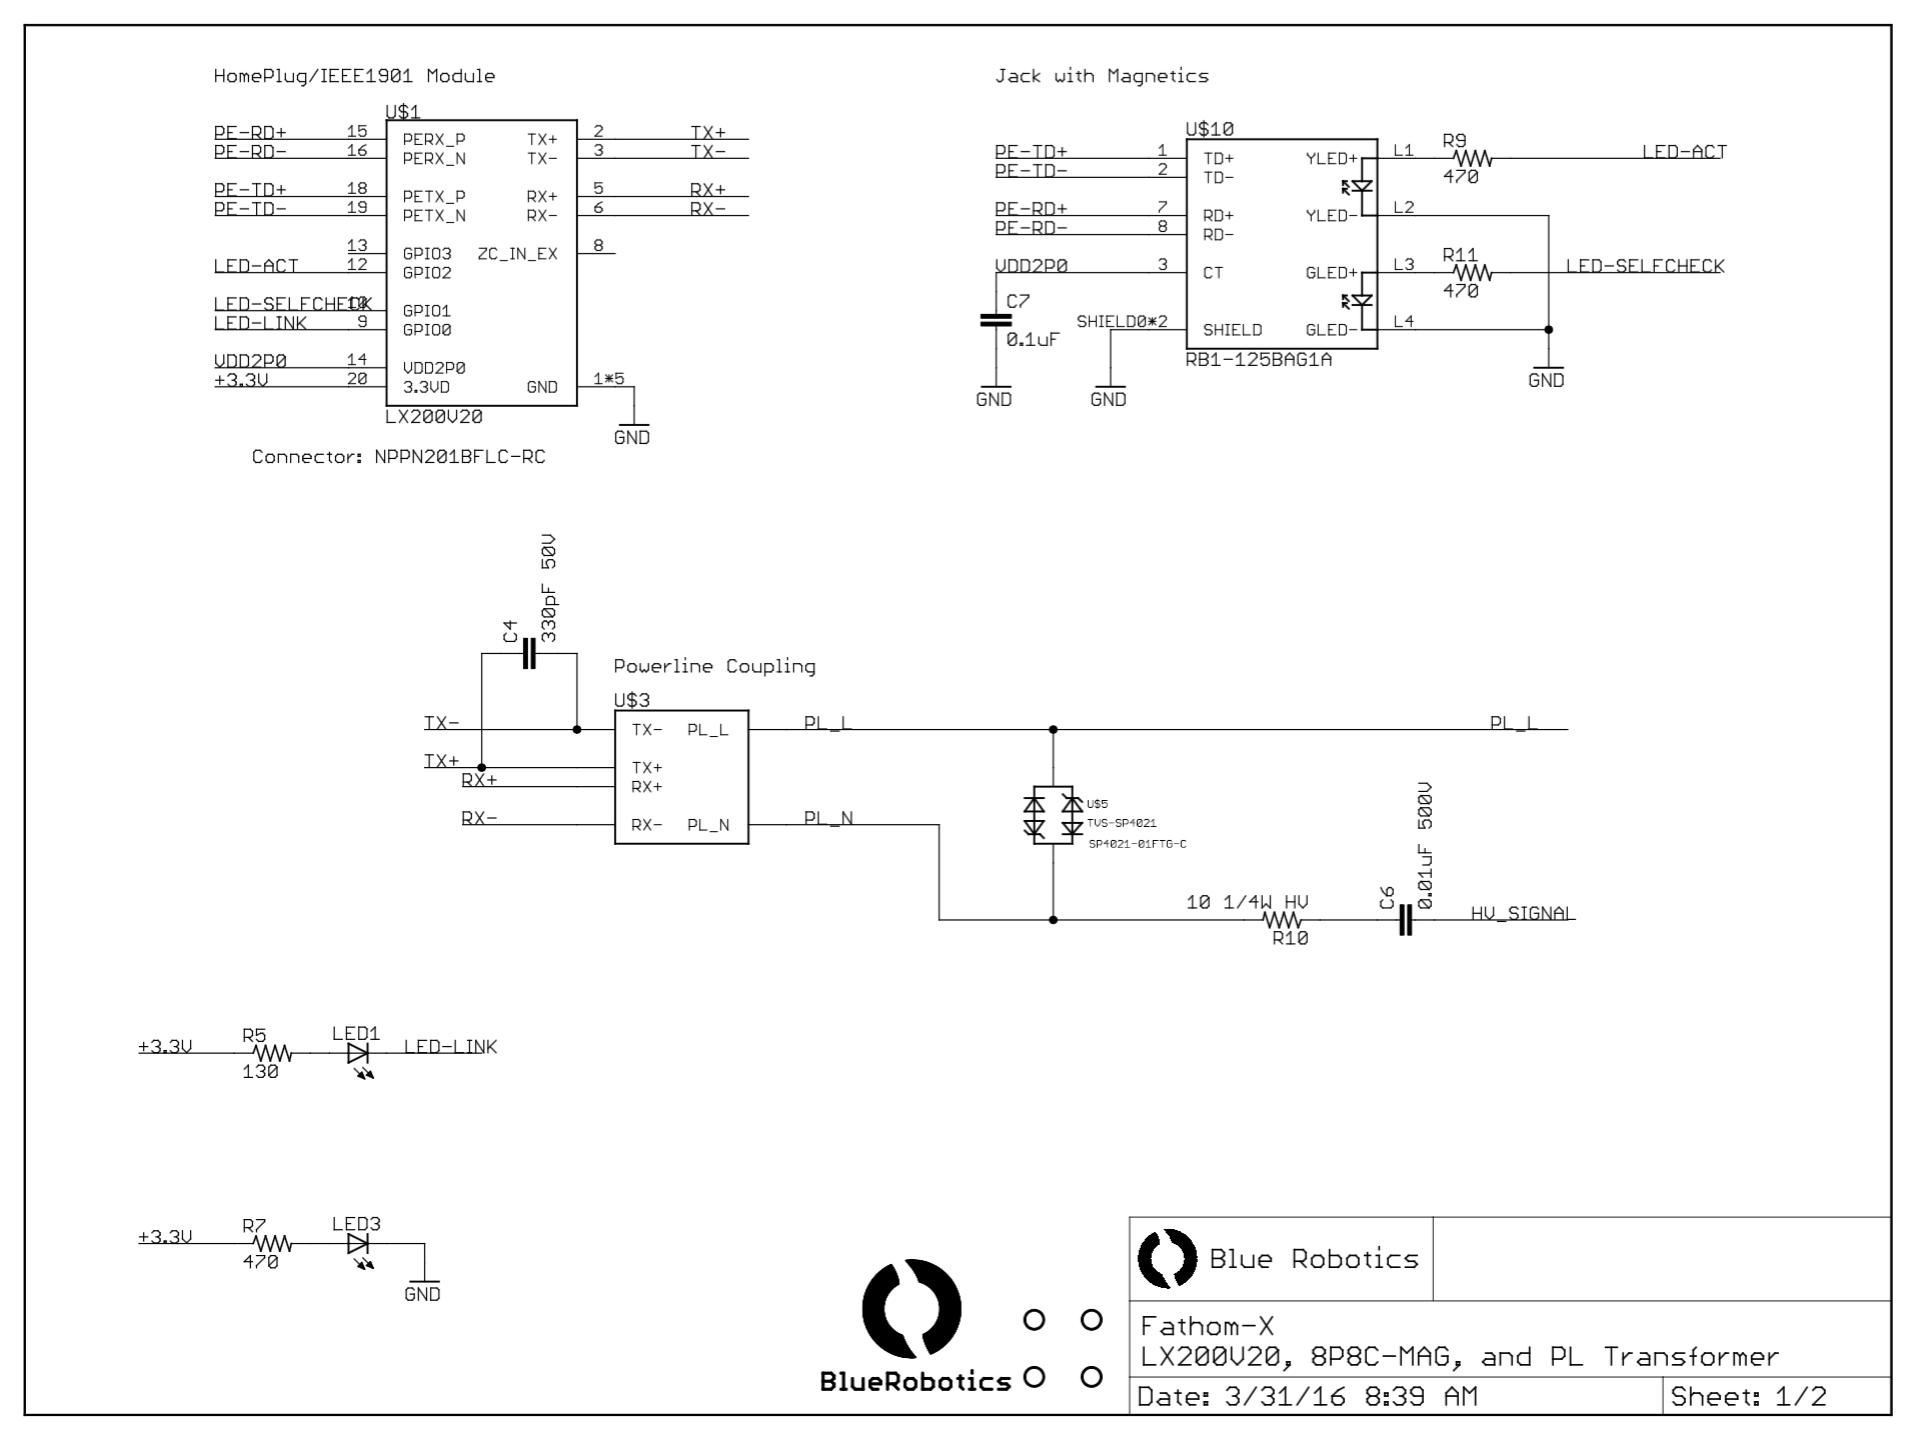 HomePlug/IEEE1901 Module
U$1
PE-RD+ 15 PERX_P TX+ 2 TX+
PE-RD- 16 PERX_N TX- 3 TX-
PE-TD+ 18 PETX_P RX+ 5 RX+
PE-TD- 19 PETX_N RX- 6 RX-
13 GPIO3 ZC_IN_EX 8
LED-ACT 12 GPIO2
LED-SELFCHECK GPIO1
LED-LINK 9 GPIO0
VDD2P0 14 VDD2P0
+3.3V 20 3.3VD GND 1*5
LX200V20
GND
Connector: NPPN201BFLC-RC
Jack with Magnetics
U$10
PE-TD+ 1 TD+ YLED+ L1 R9 470 LED-ACT
PE-TD- 2 TD-
PE-RD+ 7 RD+ YLED- L2
PE-RD- 8 RD-
VDD2P0 3 CT GLED+ L3 R11 470 LED-SELFCHECK
C7
0.1uF
SHIELD0*2 SHIELD GLED- L4
RB1-125BAG1A
GND
GND
GND
C4
330pF 50V
Powerline Coupling
U$3
TX- TX- PL_L PL_L PL_L
TX+ TX+
RX+ RX+
RX- RX- PL_N PL_N
U$5
TVS-SP4021
SP4021-01FTG-C
10 1/4W HV
R10
C6
0.01uF 500V
HV_SIGNAL
+3.3V R5 LED1 LED-LINK
130
+3.3V R7 LED3
470
GND
BlueRobotics
Blue Robotics
Fathom-X
LX200V20, 8P8C-MAG, and PL Transformer
Date: 3/31/16 8:39 AM
Sheet: 1/2